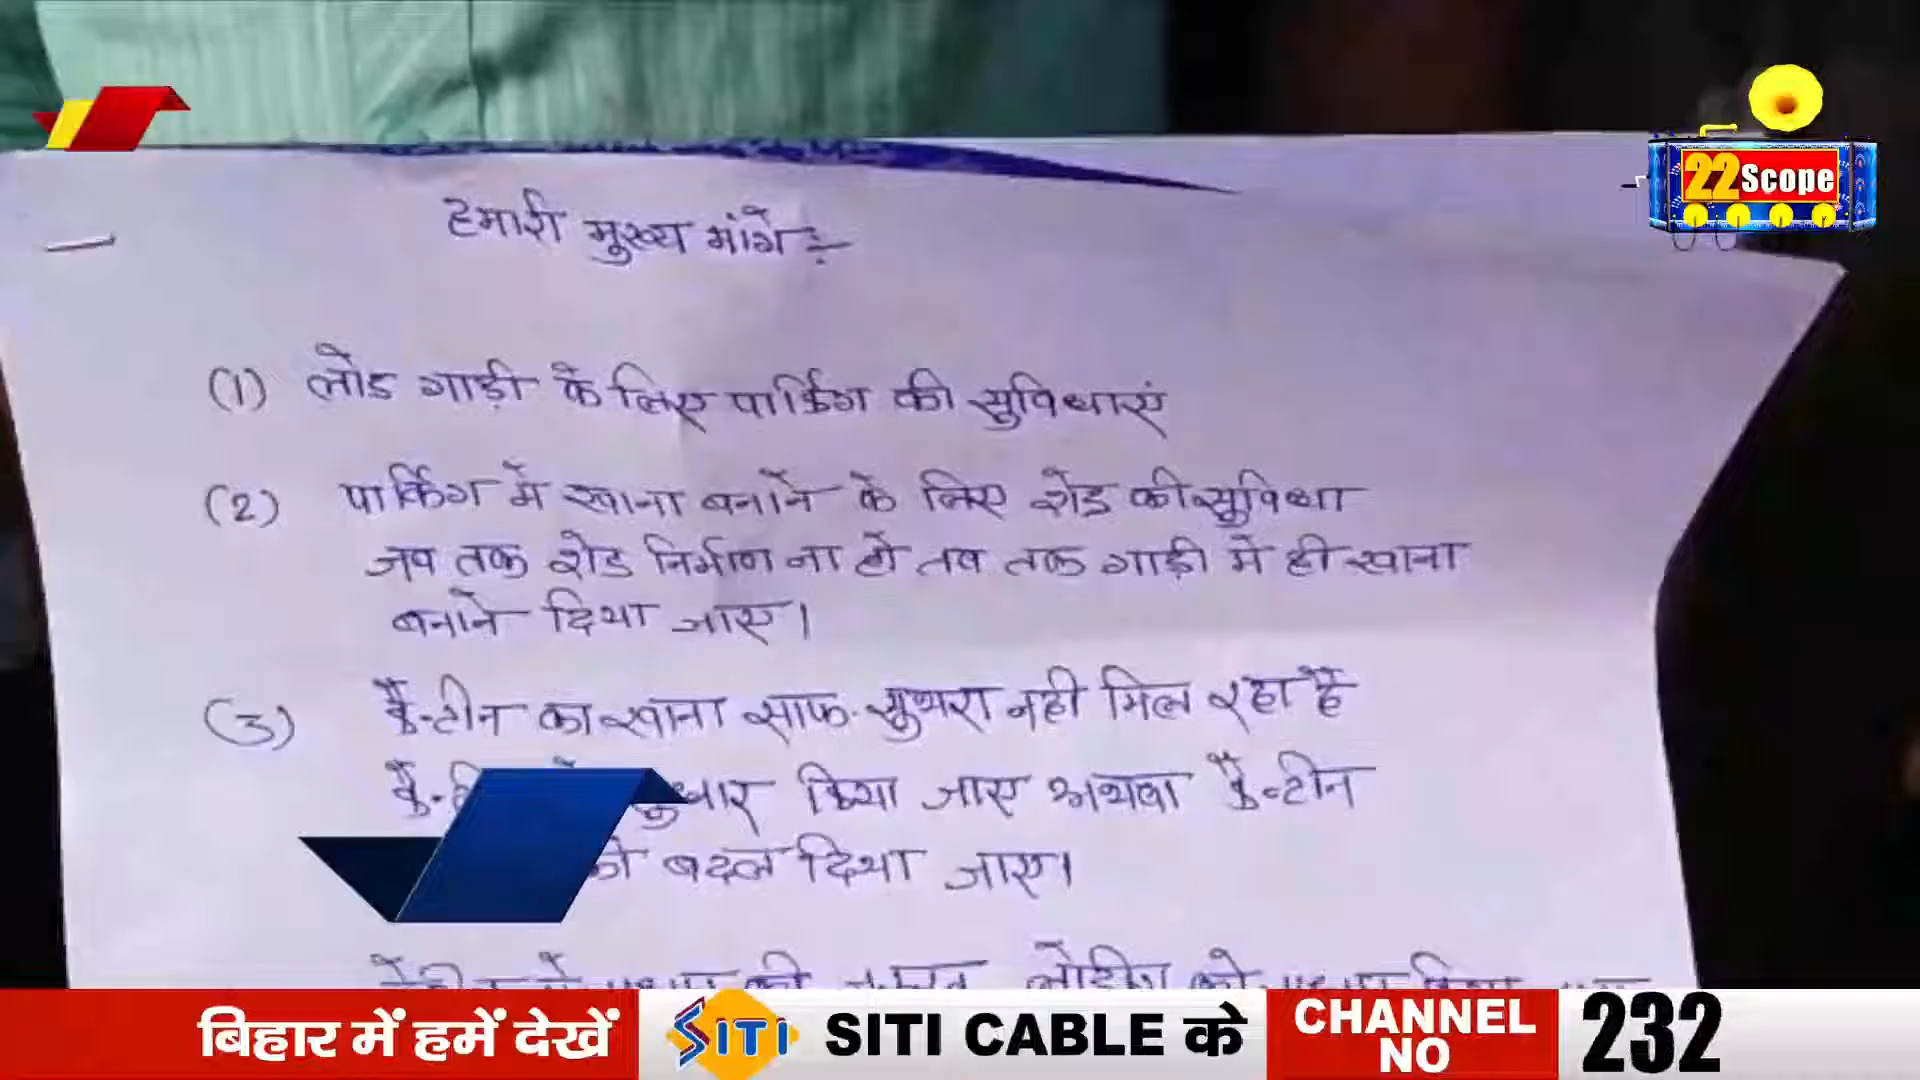 22Scope
हमारी मुख्य मांगे:-
(1) लोड गाड़ी के लिए पार्किंग की सुविधाएं
(2) पार्किंग में खाना बनाने के लिए शेड की सुविधा
जब तक शेड निर्माण ना हो तब तक गाड़ी मे ही खाना
बनाने दिया जाए।
(3) कैन्टीन का खाना साफ-सुथरा नही मिल रहा है
किया जाए अथवा कैन्टीन
को बदल दिया जाए।
बिहार में हमें देखें SITI SITI CABLE के CHANNEL NO 232